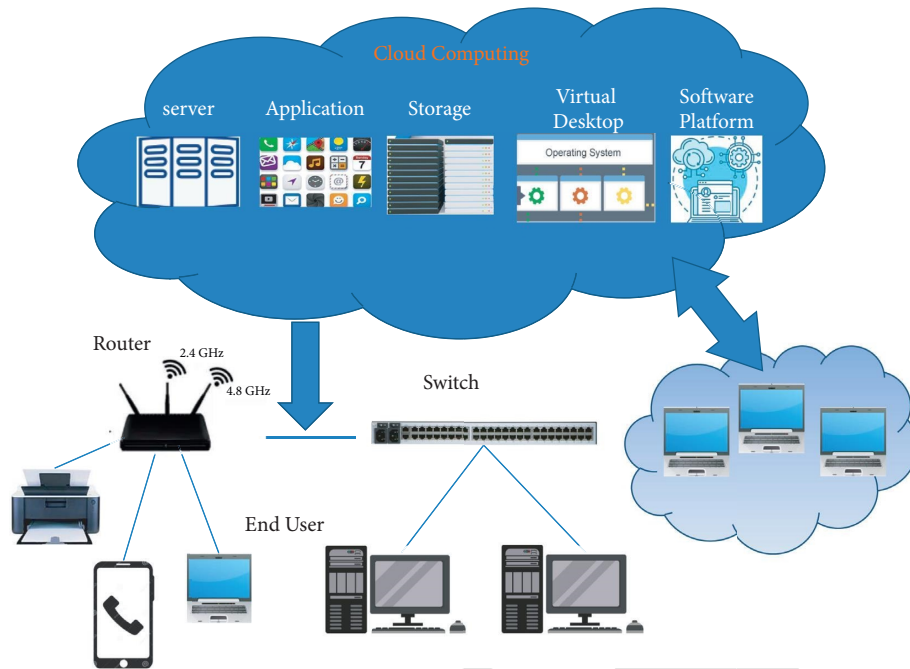 Cloud Computing
server
Application
Storage
Virtual
Desktop
Software
Platform
Operating System
7
Router
2.4 GHz
4.8 GHz
Switch
End User